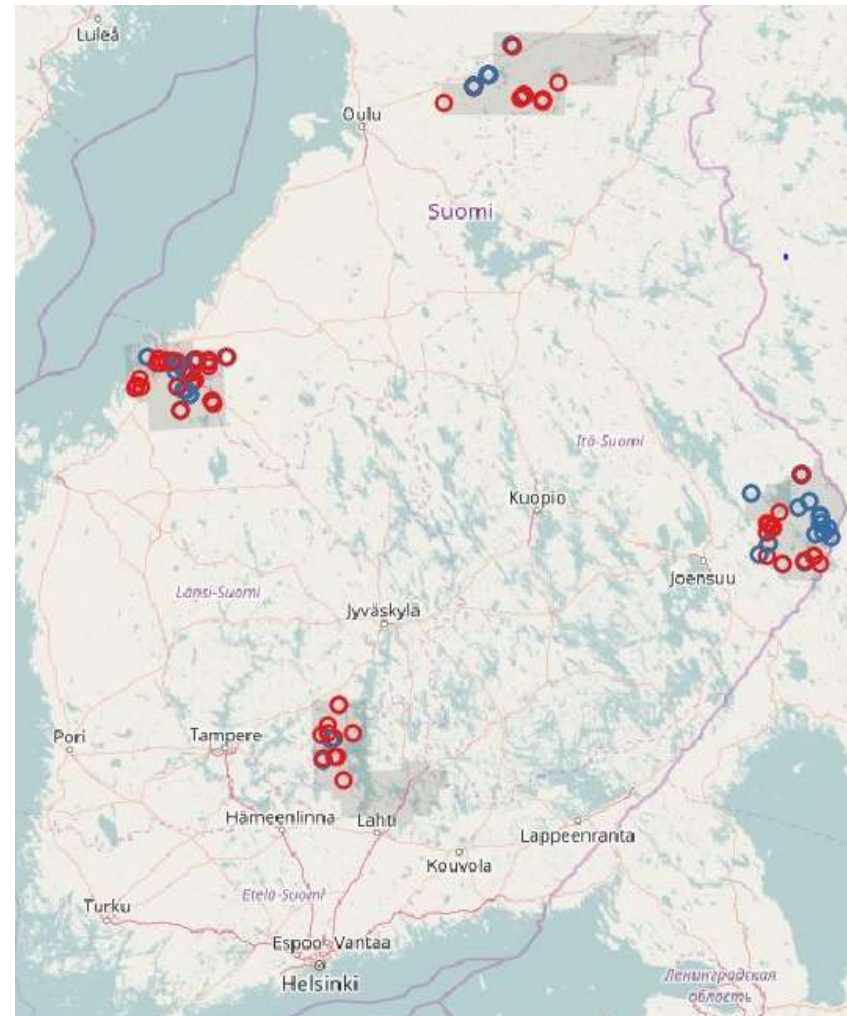 Luleå
Oulu
Suomi
Itä-Suomi
Kuopio
Joensuu
Länsi-Suomi
Jyväskylä
Pori
Tampere
Hämeenlinna
Lahti
Lappeenranta
Kouvola
Etelä-Suomi
Turku
Espoo
Vantaa
Helsinki
Ленинградская
область